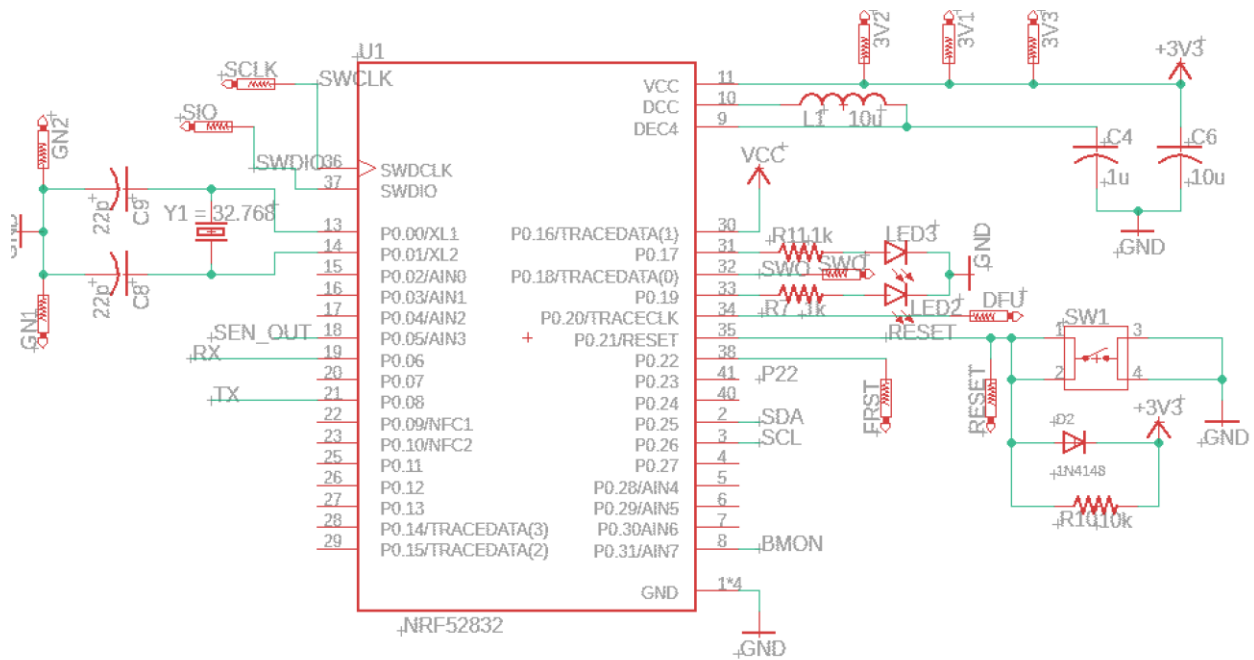 U1
SCLK
SWCLK
SIO
SWDIO
36
SWDCLK
37
SWDIO
GN2
22p
C9
Y1 = 32.768
GND
22p
C8
GN1
13
P0.00/XL1
14
P0.01/XL2
15
P0.02/AIN0
16
P0.03/AIN1
17
P0.04/AIN2
SEN_OUT
18
P0.05/AIN3
RX
19
P0.06
20
P0.07
TX
21
P0.08
22
P0.09/NFC1
23
P0.10/NFC2
25
P0.11
26
P0.12
27
P0.13
28
P0.14/TRACEDATA(3)
29
P0.15/TRACEDATA(2)
NRF52832
3V2
3V1
3V3
+3V3
VCC
11
DCC
10
DEC4
9
L1
10u
C4
1u
C6
10u
GND
VCC
P0.16/TRACEDATA(1)
30
P0.17
31
R11
1k
LED3
GND
P0.18/TRACEDATA(0)
32
SWO
SWO
P0.19
33
R7
1k
LED2
P0.20/TRACECLK
34
DFU
P0.21/RESET
35
RESET
SW1
1
2
3
4
GND
P0.22
38
FRST
RESET
P0.23
41
P22
P0.24
40
P0.25
2
SDA
P0.26
3
SCL
P0.27
4
P0.28/AIN4
5
P0.29/AIN5
6
P0.30AIN6
7
P0.31/AIN7
8
BMON
D2
1N4148
+3V3
R10
10k
GND
1*4
GND